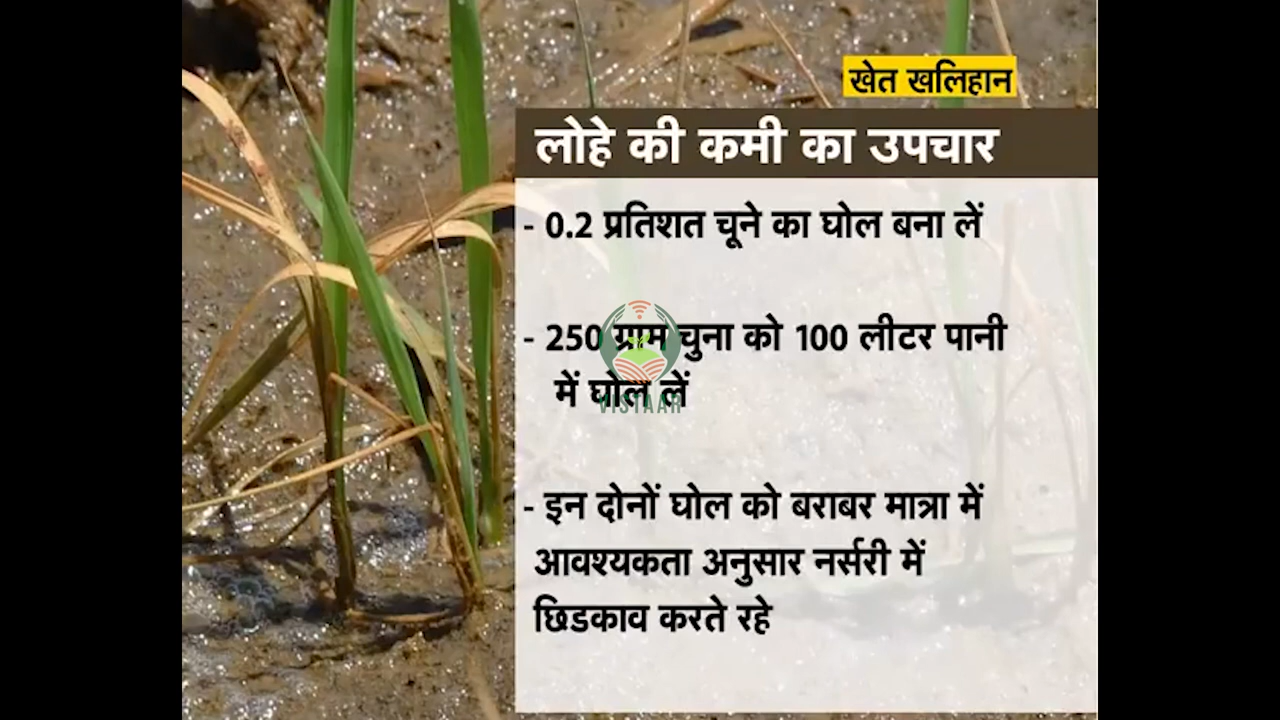 खेत खलिहान
लोहे की कमी का उपचार
- 0.2 प्रतिशत चूने का घोल बना लें
- 250 ग्राम चुना को 100 लीटर पानी
में घोल लें
VISTAAR
- इन दोनों घोल को बराबर मात्रा में
आवश्यकता अनुसार नर्सरी में
छिडकाव करते रहे